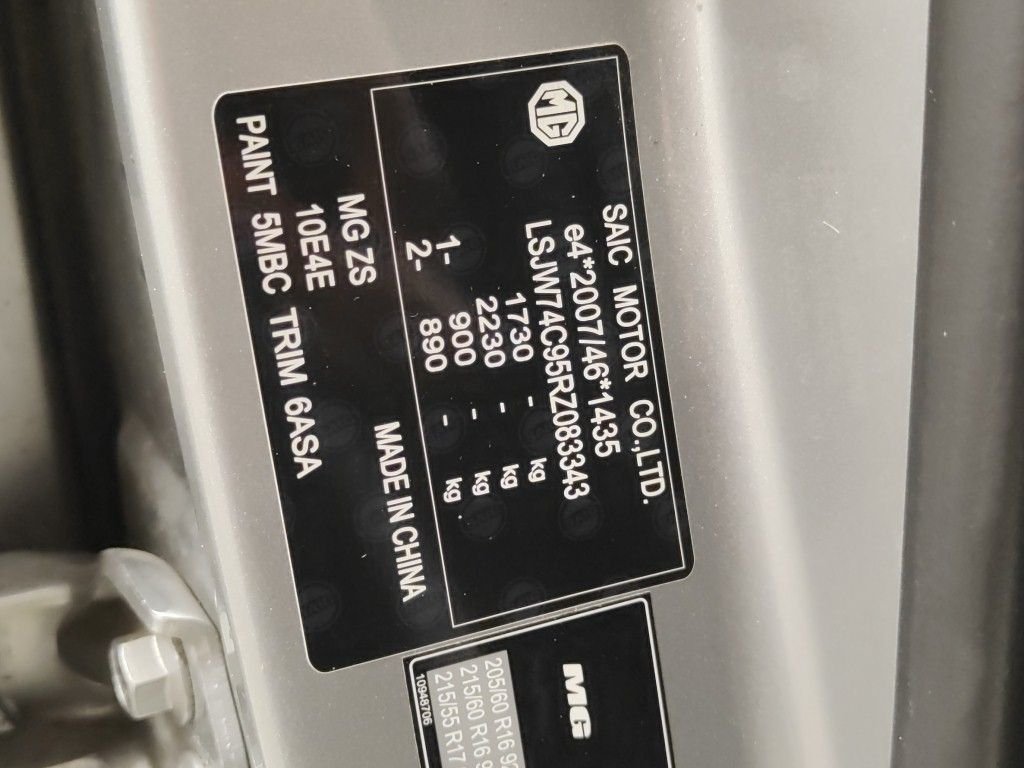 MG
SAIC MOTOR CO.,LTD.
e4*2007/46*1435
LSJW74C95RZ083343
1730 - kg
2230 - kg
1- 900 - kg
2- 890 - kg
MADE IN CHINA
MG ZS
10E4E
PAINT 5MBC TRIM 6ASA
MG
205/60 R16
215/60 R16
215/55 R17
10948706